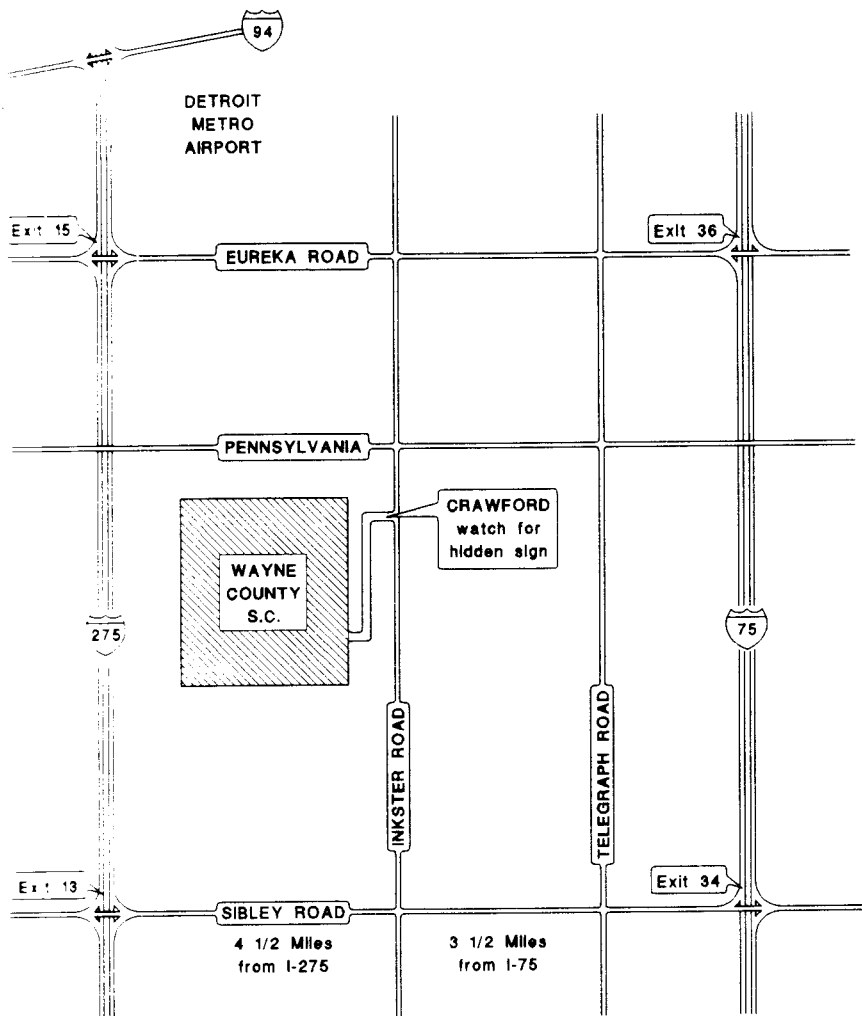 94
DETROIT
METRO
AIRPORT
Exit 15
Exit 36
EUREKA ROAD
PENNSYLVANIA
CRAWFORD
watch for
hidden sign
WAYNE
COUNTY
S.C.
275
75
INKSTER ROAD
TELEGRAPH ROAD
Exit 13
Exit 34
SIBLEY ROAD
4 1/2 Miles
from I-275
3 1/2 Miles
from I-75